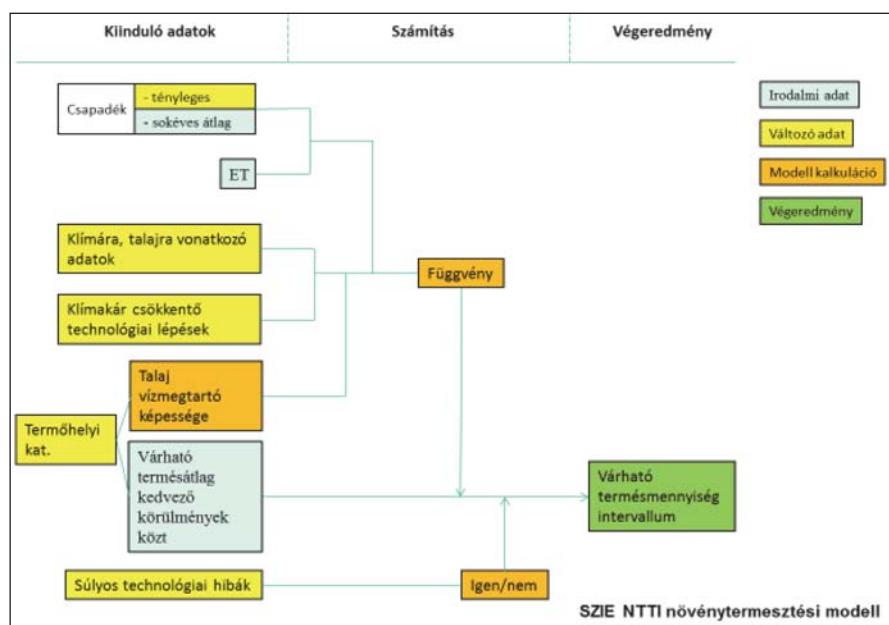 Kiinduló adatok
Számítás
Végeredmény
Csapadék
- tényleges
- sokéves átlag
ET
Klímára, talajra vonatkozó
adatok
Klímakár csökkentő
technológiai lépések
Talaj
vízmegtartó
képessége
Termőhelyi
kat.
Várható
termésátlag
kedvező
körülmények
közt
Súlyos technológiai hibák
Függvény
Igen/nem
Várható
termésmennyiség
intervallum
Irodalmi adat
Változó adat
Modell kalkuláció
Végeredmény
SZIE NTTI növénytermesztési modell